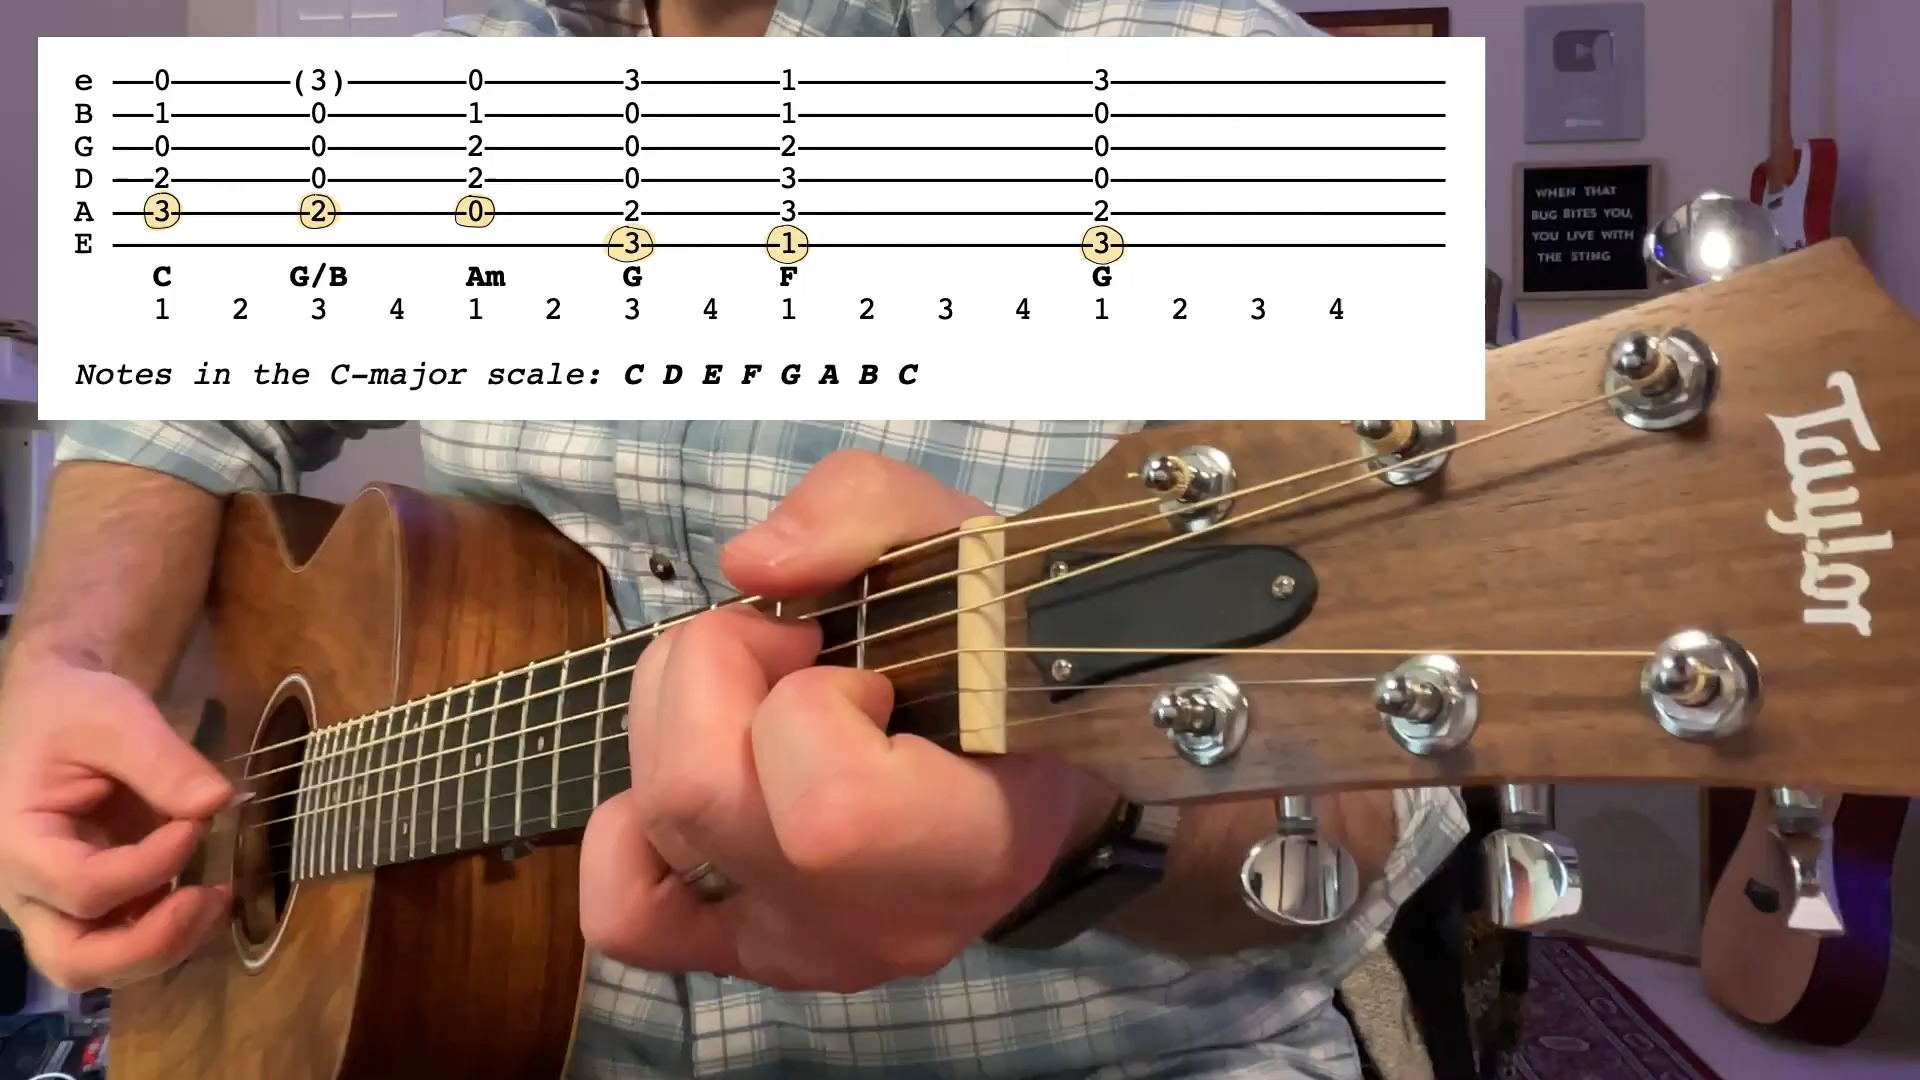 e ——0————————(3)————————0————————3————————1————————————————3——————————————
B ——1—————————0—————————1————————0————————1————————————————0——————————————
G ——0—————————0—————————2————————0————————2————————————————0——————————————
D ——2—————————0—————————2————————0————————3————————————————0——————————————
A ——3—————————2—————————0————————2————————3————————————————2——————————————
E ———————————————————————————————3————————1————————————————3——————————————
C G/B Am G F G
1 2 3 4 1 2 3 4 1 2 3 4 1 2 3 4
Notes in the C-major scale: C D E F G A B C
WHEN THAT
BUG BITES YOU,
YOU LIVE WITH
THE STING
Taylor